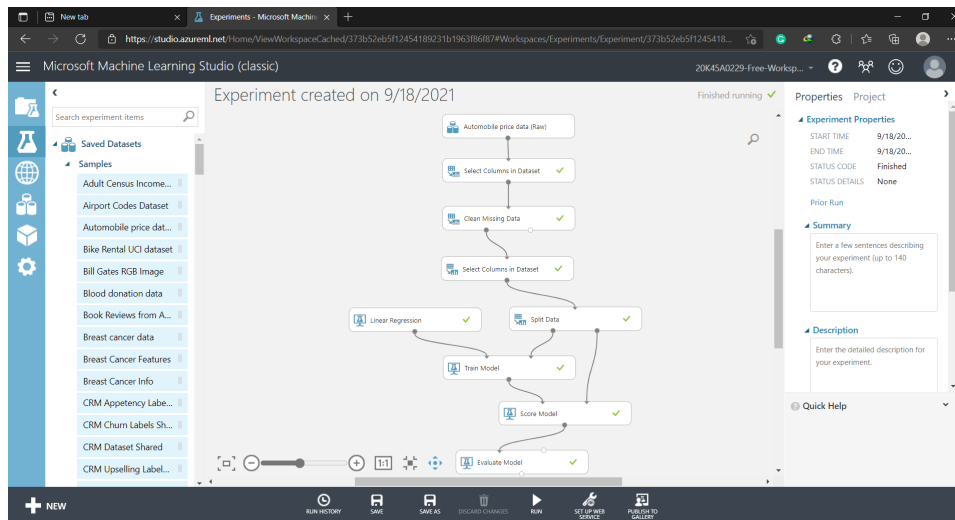 New tab
Experiments - Microsoft Machin
https://studio.azureml.net/Home/ViewWorkspaceCached/373b52eb5f12454189231b1963f86f87#Workspaces/Experiments/Experiment/373b52eb5f1245418...
Microsoft Machine Learning Studio (classic)
20K45A0229-Free-Worksp...
?
Search experiment items
Saved Datasets
Samples
Adult Census Income...
Airport Codes Dataset
Automobile price dat...
Bike Rental UCI dataset
Bill Gates RGB Image
Blood donation data
Book Reviews from A...
Breast cancer data
Breast Cancer Features
Breast Cancer Info
CRM Appetency Labe...
CRM Churn Labels Sh...
CRM Dataset Shared
CRM Upselling Label...
Experiment created on 9/18/2021
Finished running
Automobile price data (Raw)
Select Columns in Dataset
Clean Missing Data
Select Columns in Dataset
Linear Regression
Split Data
Train Model
Score Model
Evaluate Model
1:1
Properties Project
Experiment Properties
START TIME 9/18/20...
END TIME 9/18/20...
STATUS CODE Finished
STATUS DETAILS None
Prior Run
Summary
Enter a few sentences describing
your experiment (up to 140
characters).
Description
Enter the detailed description for
your experiment.
Quick Help
NEW
RUN HISTORY
SAVE
SAVE AS
DISCARD CHANGES
RUN
SET UP WEB
SERVICE
PUBLISH TO
GALLERY